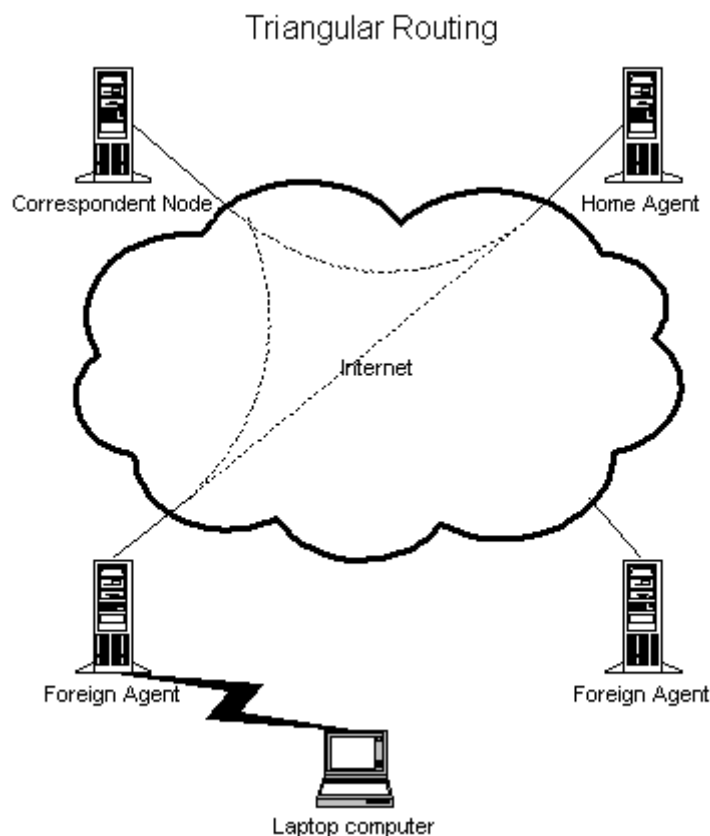 Triangular Routing
Correspondent Node
Home Agent
Internet
Foreign Agent
Foreign Agent
Laptop computer